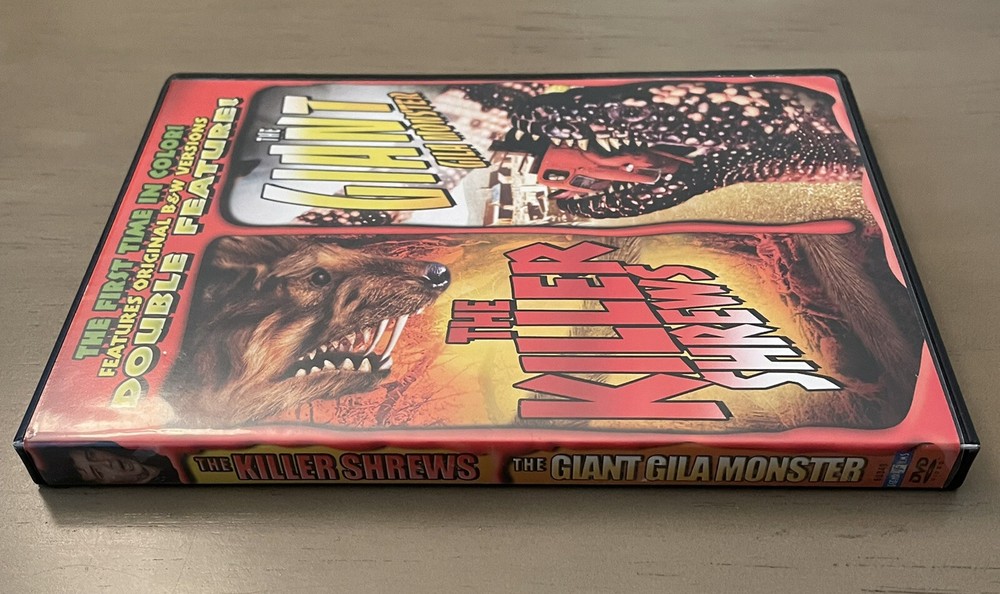 THE FIRST TIME IN COLOR!
FEATURES ORIGINAL B&W VERSIONS
DOUBLE FEATURE!
THE
GIANT
GILA MONSTER
THE
KILLER
SHREWS
THE KILLER SHREWS
THE GIANT GILA MONSTER
DVD